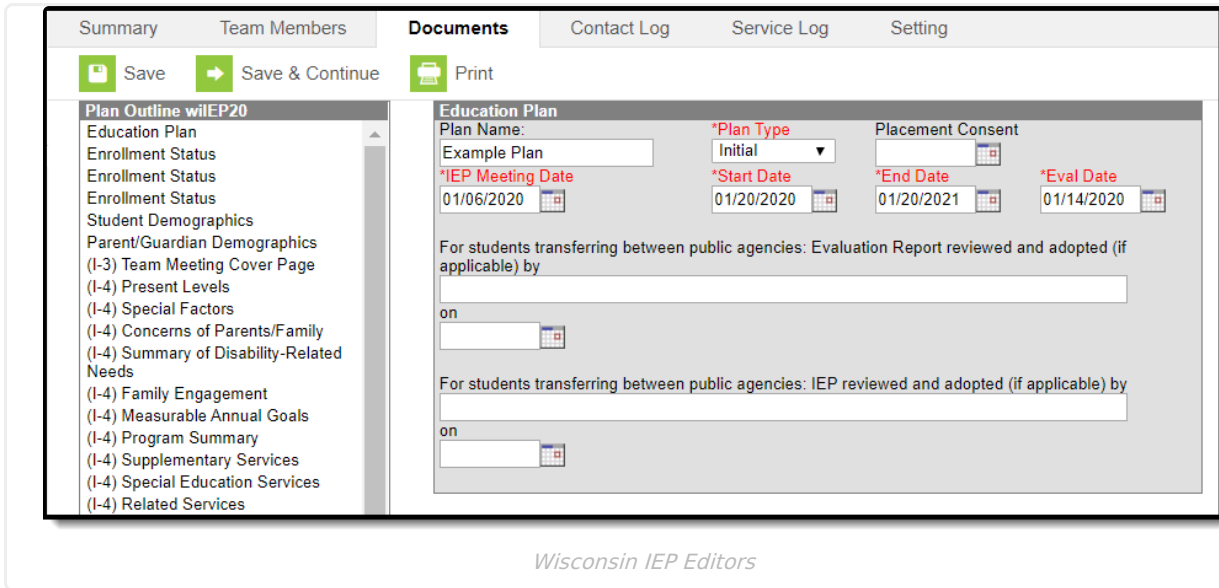 Summary Team Members Documents Contact Log Service Log Setting
Save Save & Continue Print
Plan Outline wiIEP20
Education Plan
Enrollment Status
Enrollment Status
Enrollment Status
Student Demographics
Parent/Guardian Demographics
(I-3) Team Meeting Cover Page
(I-4) Present Levels
(I-4) Special Factors
(I-4) Concerns of Parents/Family
(I-4) Summary of Disability-Related
Needs
(I-4) Family Engagement
(I-4) Measurable Annual Goals
(I-4) Program Summary
(I-4) Supplementary Services
(I-4) Special Education Services
(I-4) Related Services
Education Plan
Plan Name: *Plan Type Placement Consent
Example Plan Initial
*IEP Meeting Date *Start Date *End Date *Eval Date
01/06/2020 01/20/2020 01/20/2021 01/14/2020
For students transferring between public agencies: Evaluation Report reviewed and adopted (if
applicable) by
on
For students transferring between public agencies: IEP reviewed and adopted (if applicable) by
on
Wisconsin IEP Editors